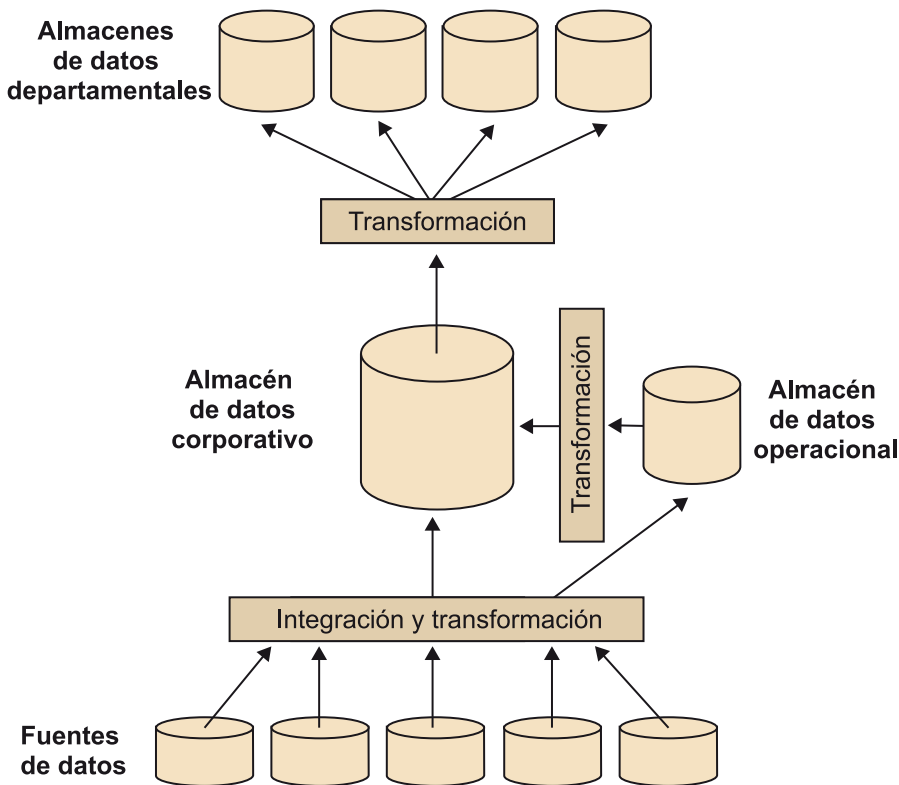 Almacenes
de datos
departamentales
Transformación
Almacén
de datos
corporativo
Transformación
Almacén
de datos
operacional
Integración y transformación
Fuentes
de datos